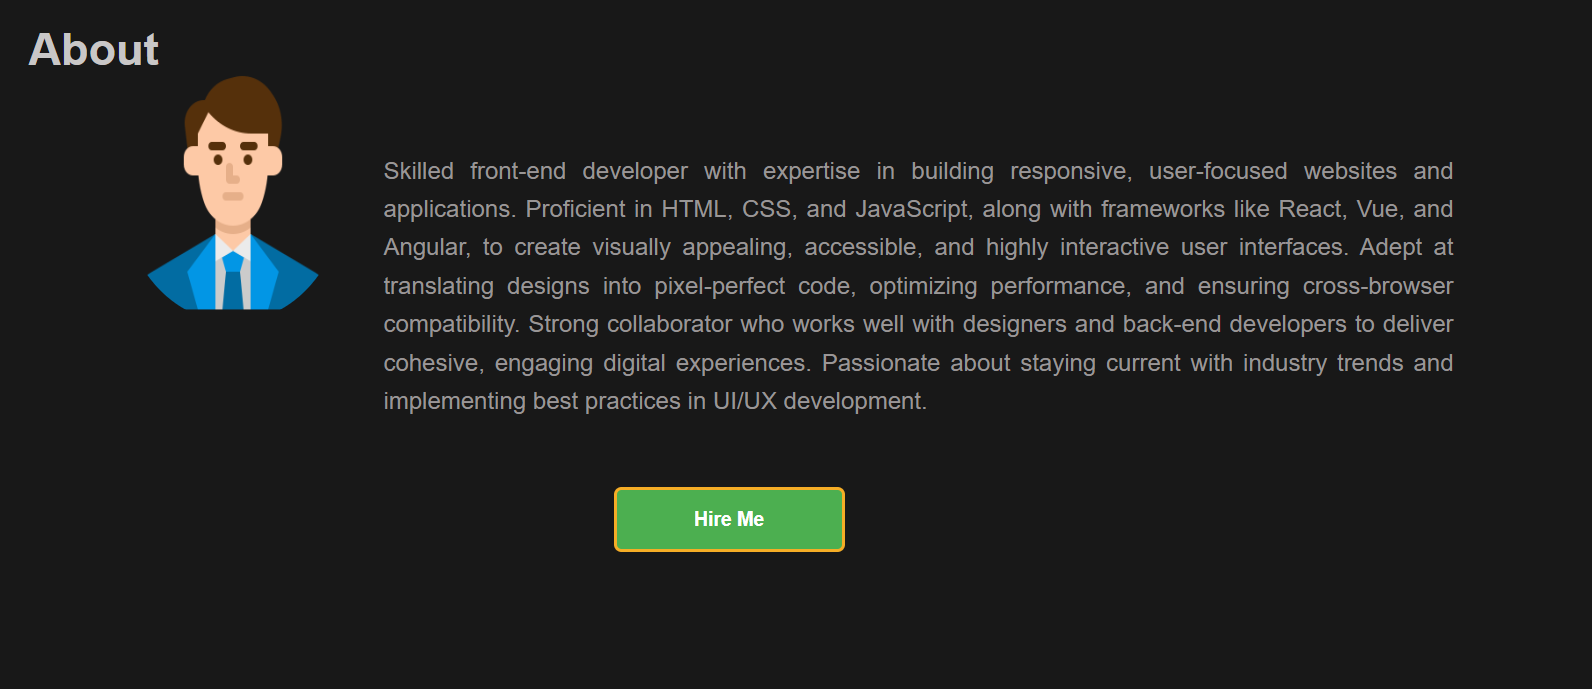 About
Skilled front-end developer with expertise in building responsive, user-focused websites and
applications. Proficient in HTML, CSS, and JavaScript, along with frameworks like React, Vue, and
Angular, to create visually appealing, accessible, and highly interactive user interfaces. Adept at
translating designs into pixel-perfect code, optimizing performance, and ensuring cross-browser
compatibility. Strong collaborator who works well with designers and back-end developers to deliver
cohesive, engaging digital experiences. Passionate about staying current with industry trends and
implementing best practices in UI/UX development.
Hire Me